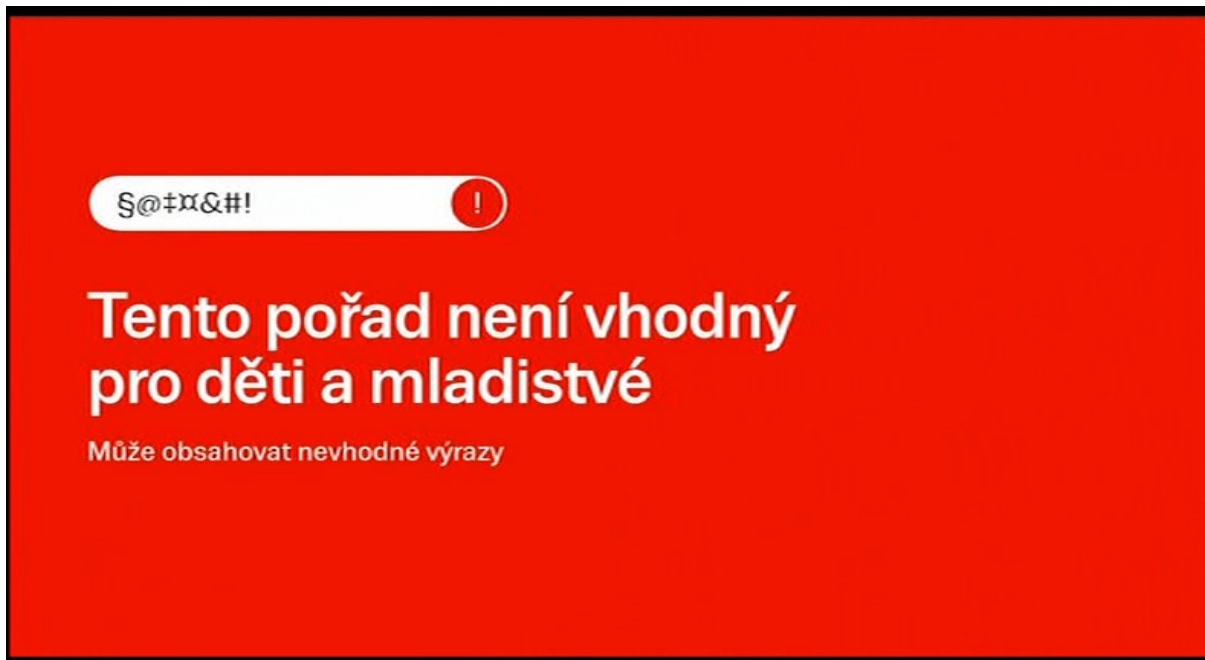 §@‡¤&#! !
Tento pořad není vhodný
pro děti a mladistvé
Může obsahovat nevhodné výrazy